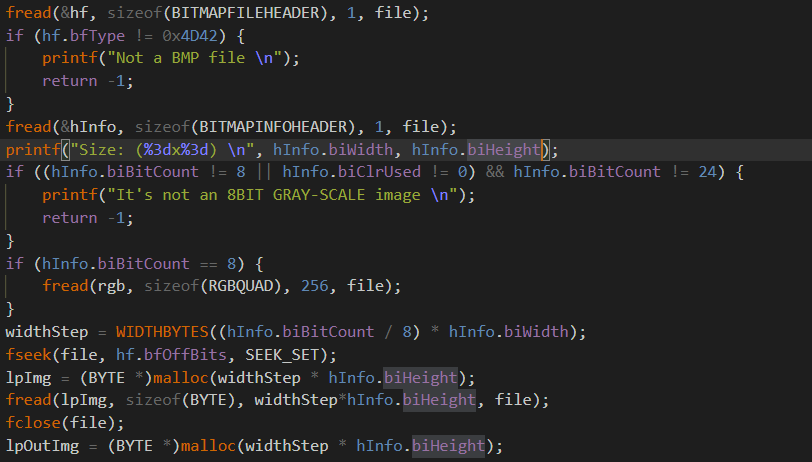 fread(&hf, sizeof(BITMAPFILEHEADER), 1, file);
if (hf.bfType != 0x4D42) {
    printf("Not a BMP file \n");
    return -1;
}
fread(&hInfo, sizeof(BITMAPINFOHEADER), 1, file);
printf("Size: (%3dx%3d) \n", hInfo.biWidth, hInfo.biHeight);
if ((hInfo.biBitCount != 8 || hInfo.biClrUsed != 0) && hInfo.biBitCount != 24) {
    printf("It's not an 8BIT GRAY-SCALE image \n");
    return -1;
}
if (hInfo.biBitCount == 8) {
    fread(rgb, sizeof(RGBQUAD), 256, file);
}
widthStep = WIDTHBYTES((hInfo.biBitCount / 8) * hInfo.biWidth);
fseek(file, hf.bfOffBits, SEEK_SET);
lpImg = (BYTE *)malloc(widthStep * hInfo.biHeight);
fread(lpImg, sizeof(BYTE), widthStep*hInfo.biHeight, file);
fclose(file);
lpOutImg = (BYTE *)malloc(widthStep * hInfo.biHeight);